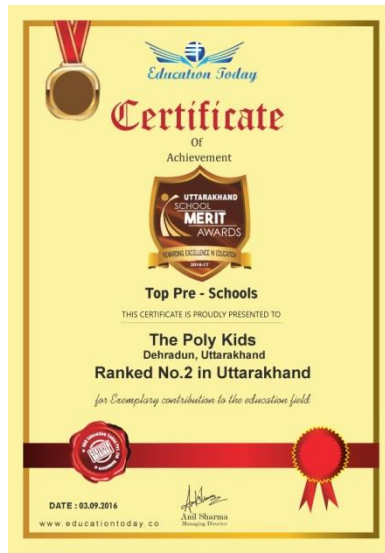 Education Today
Certificate
Of
Achievement
UTTARAKHAND
SCHOOL
MERIT
AWARDS
REWARDING EXCELLENCE IN EDUCATION
2016-17
Top Pre - Schools
THIS CERTIFICATE IS PROUDLY PRESENTED TO
The Poly Kids
Dehradun, Uttarakhand
Ranked No.2 in Uttarakhand
for Exemplary contribution to the education field
DATE : 03.09.2016
Anil Sharma
Managing Director
www.educationtoday.co